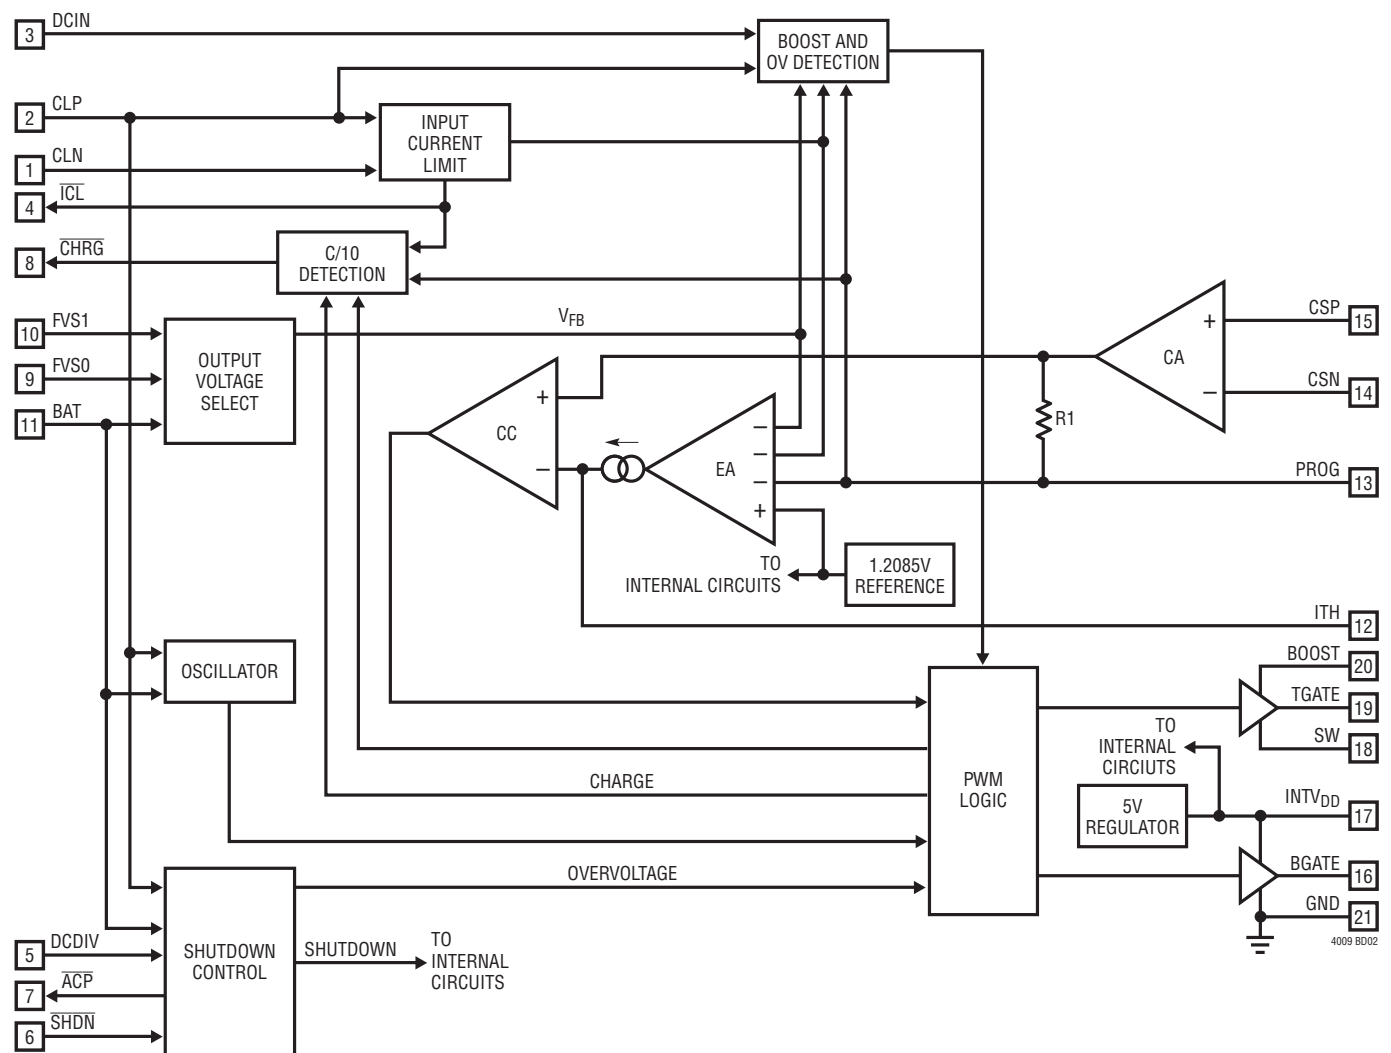 3 DCIN
BOOST AND
OV DETECTION
2 CLP
INPUT
CURRENT
LIMIT
1 CLN
4 ICL
8 CHRG
C/10
DETECTION
10 FVS1
VFB
9 FVS0
OUTPUT
VOLTAGE
SELECT
11 BAT
+
CC
−
−
−
EA
−
+
+
CA
−
CSP 15
CSN 14
R1
PROG 13
TO
INTERNAL CIRCUITS
1.2085V
REFERENCE
ITH 12
OSCILLATOR
BOOST 20
TGATE 19
SW 18
TO
INTERNAL
CIRCIUTS
CHARGE
PWM
LOGIC
5V
REGULATOR
INTVDD 17
OVERVOLTAGE
BGATE 16
GND 21
4009 BD02
5 DCDIV
7 ACP
6 SHDN
SHUTDOWN
CONTROL
SHUTDOWN
TO
INTERNAL
CIRCUITS